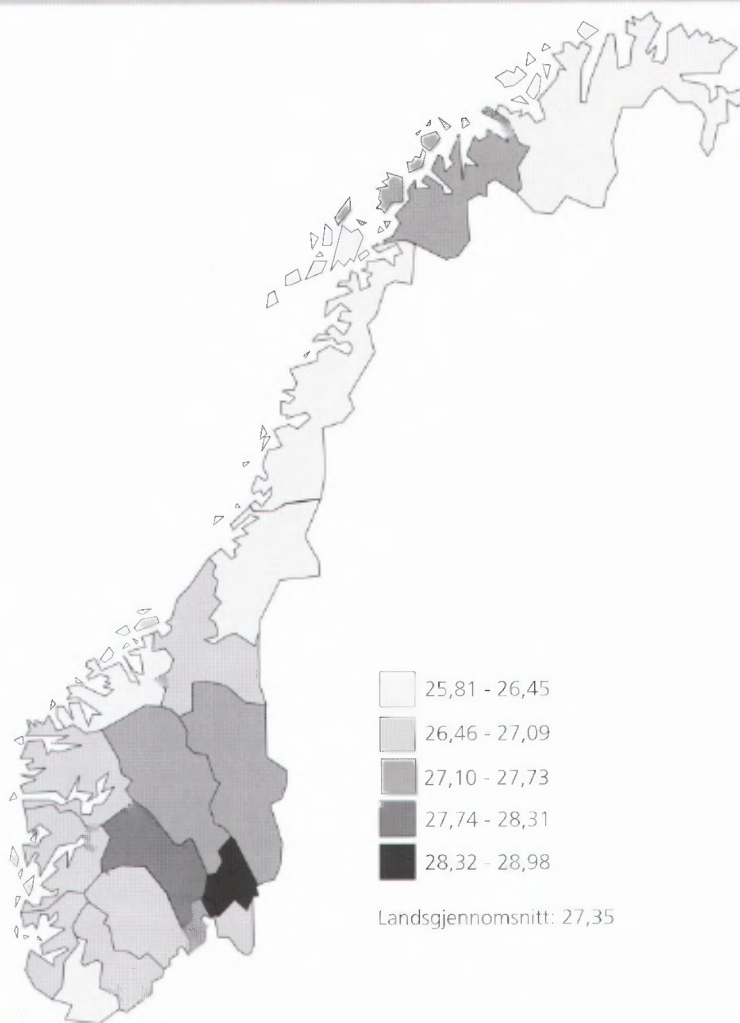 25,81 - 26,45
26,46 - 27,09
27,10 - 27,73
27,74 - 28,31
28,32 - 28,98
Landsgjennomsnitt: 27,35